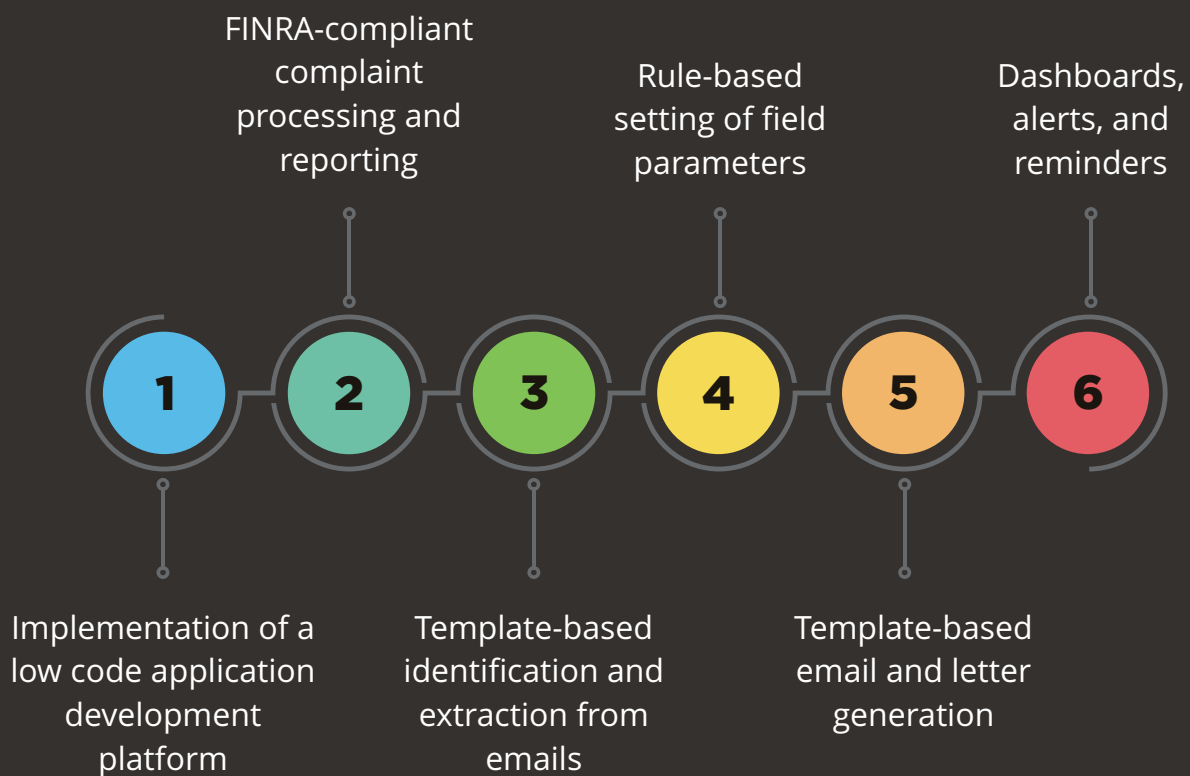 FINRA-compliant
complaint
processing and
reporting
Rule-based
setting of field
parameters
Dashboards,
alerts, and
reminders
1
2
3
4
5
6
Implementation of a
low code application
development
platform
Template-based
identification and
extraction from
emails
Template-based
email and letter
generation